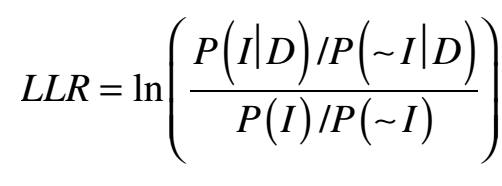 LLR = ln( (P(I|D)/P(~I|D)) / (P(I)/P(~I)) )